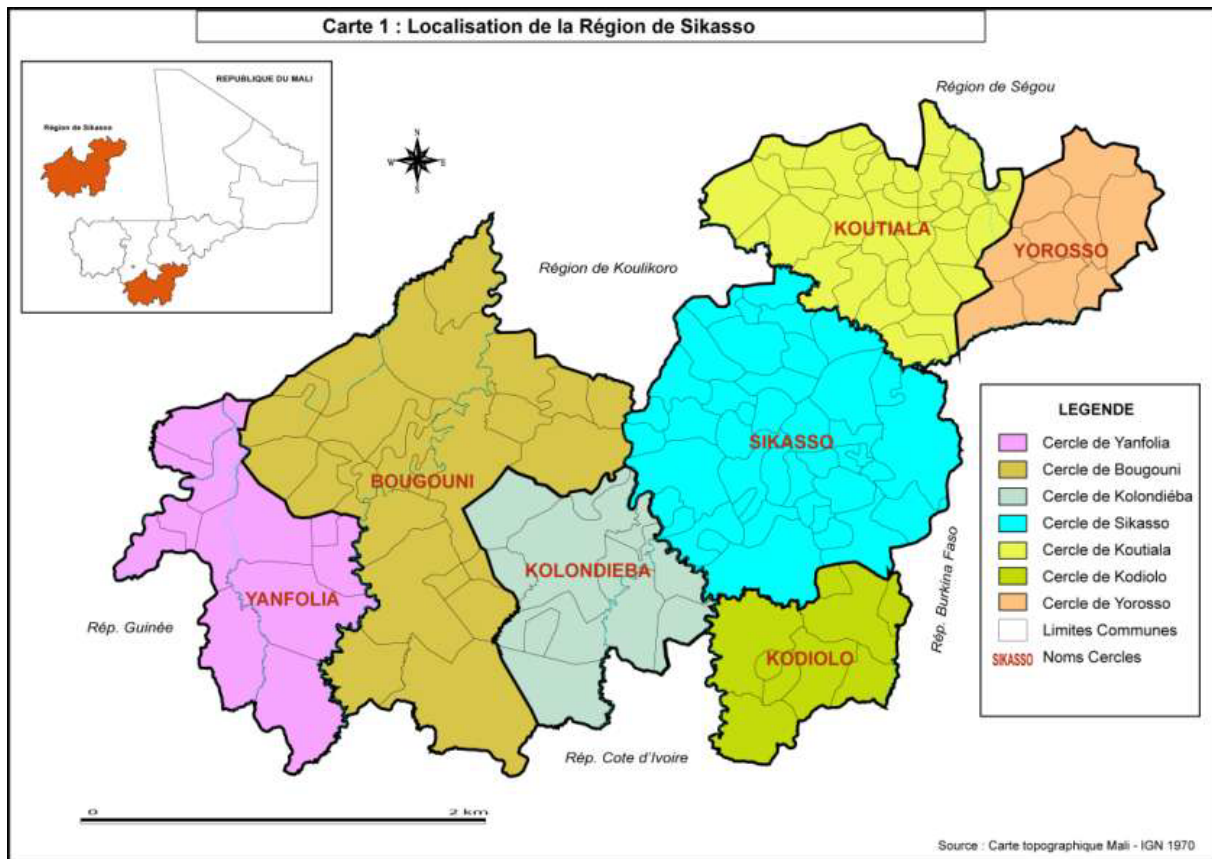 Carte 1 : Localisation de la Région de Sikasso
REPUBLIQUE DU MALI
Région de Sikasso
N
W
E
S
Région de Ségou
KOUTIALA
YOROSSO
Région de Koulikoro
SIKASSO
BOUGOUNI
KOLONDIEBA
YANFOLIA
KODIOLO
Rép. Guinée
Rép. Burkina Faso
Rép. Cote d'Ivoire
LEGENDE
Cercle de Yanfolia
Cercle de Bougouni
Cercle de Kolondiéba
Cercle de Sikasso
Cercle de Koutiala
Cercle de Kodiolo
Cercle de Yorosso
Limites Communes
SIKASSO Noms Cercles
0 2 km
Source : Carte topographique Mali - IGN 1970